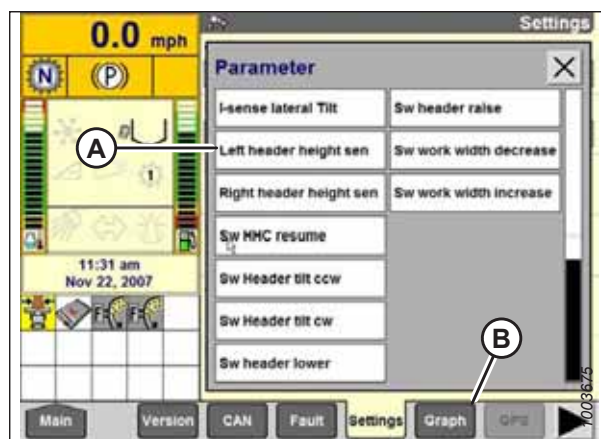 0.0 mph
Settings
N
(P)
Parameter
I-sense lateral Tilt
Sw header raise
A
Left header height sen
Sw work width decrease
1
Right header height sen
Sw work width increase
Sw HHC resume
11:31 am
Nov 22, 2007
Sw Header tilt ccw
F=
F=
Sw Header tilt cw
B
Sw header lower
1003675
Main
Version
CAN
Fault
Settings
Graph
GPS